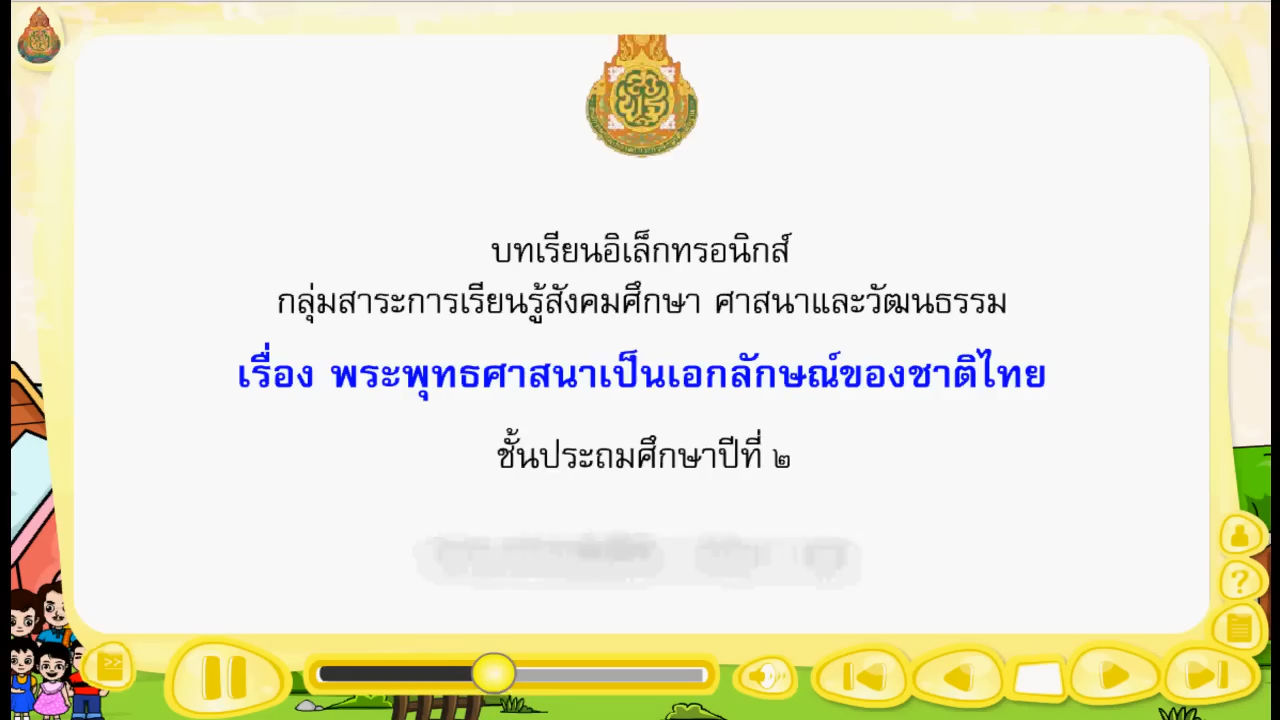 บทเรียนอิเล็กทรอนิกส์
กลุ่มสาระการเรียนรู้สังคมศึกษา ศาสนาและวัฒนธรรม
เรื่อง พระพุทธศาสนาเป็นเอกลักษณ์ของชาติไทย
ชั้นประถมศึกษาปีที่ ๒
?